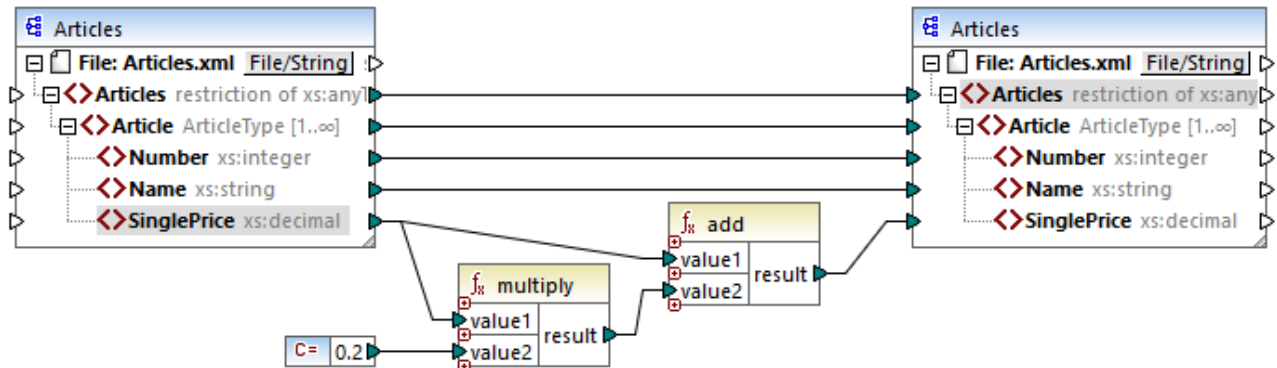 Articles
File: Articles.xml File/String
Articles restriction of xs:anyT
Article ArticleType [1..∞]
Number xs:integer
Name xs:string
SinglePrice xs:decimal
fx multiply
value1
value2
result
C= 0.2
fx add
value1
value2
result
Articles
File: Articles.xml File/String
Articles restriction of xs:any
Article ArticleType [1..∞]
Number xs:integer
Name xs:string
SinglePrice xs:decimal